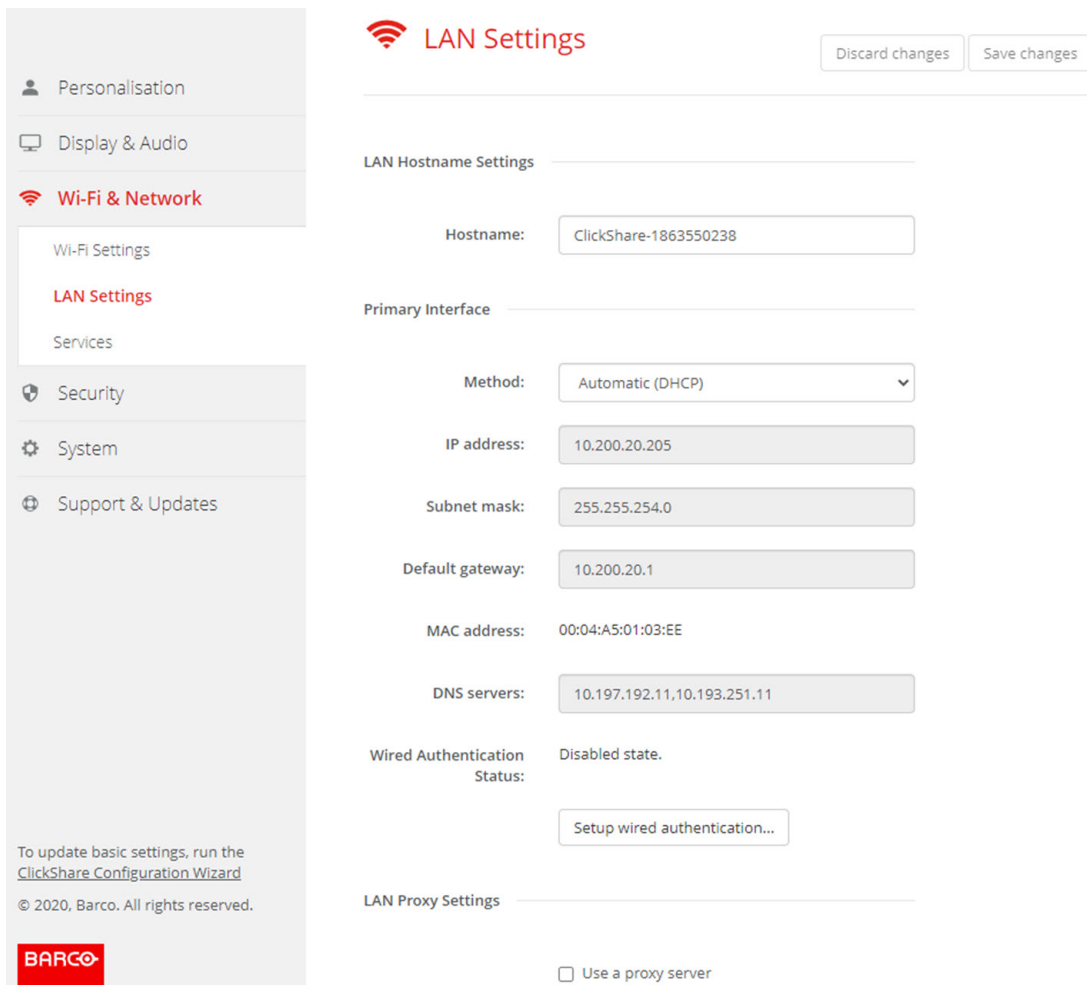 LAN Settings
Discard changes
Save changes
Personalisation
Display & Audio
Wi-Fi & Network
Wi-Fi Settings
LAN Settings
Services
Security
System
Support & Updates
To update basic settings, run the
ClickShare Configuration Wizard
© 2020, Barco. All rights reserved.
BARCO
LAN Hostname Settings
Hostname: ClickShare-1863550238
Primary Interface
Method: Automatic (DHCP)
IP address: 10.200.20.205
Subnet mask: 255.255.254.0
Default gateway: 10.200.20.1
MAC address: 00:04:A5:01:03:EE
DNS servers: 10.197.192.11,10.193.251.11
Wired Authentication
Status:
Disabled state.
Setup wired authentication...
LAN Proxy Settings
Use a proxy server